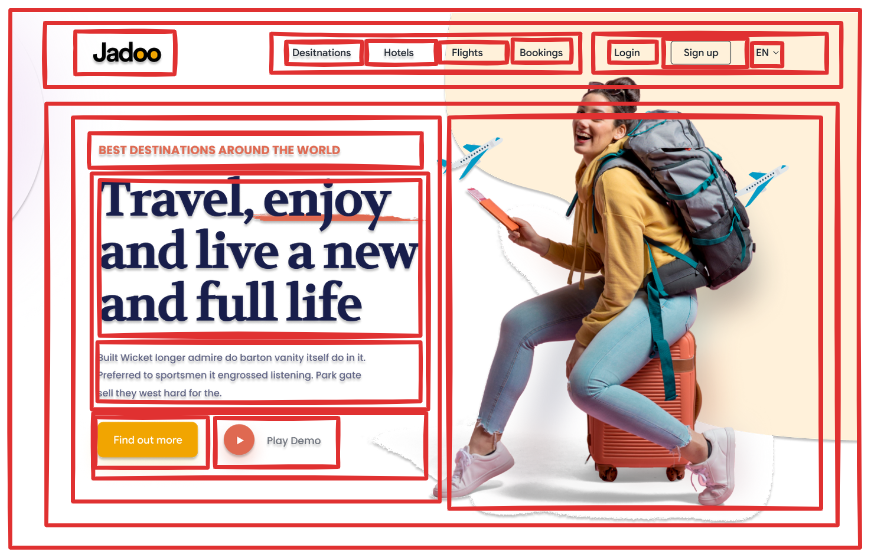 Jadoo
Desitnations Hotels Flights Bookings Login Sign up EN
BEST DESTINATIONS AROUND THE WORLD
Travel, enjoy
and live a new
and full life
Built Wicket longer admire do barton vanity itself do in it.
Preferred to sportsmen it engrossed listening. Park gate
sell they west hard for the.
Find out more Play Demo